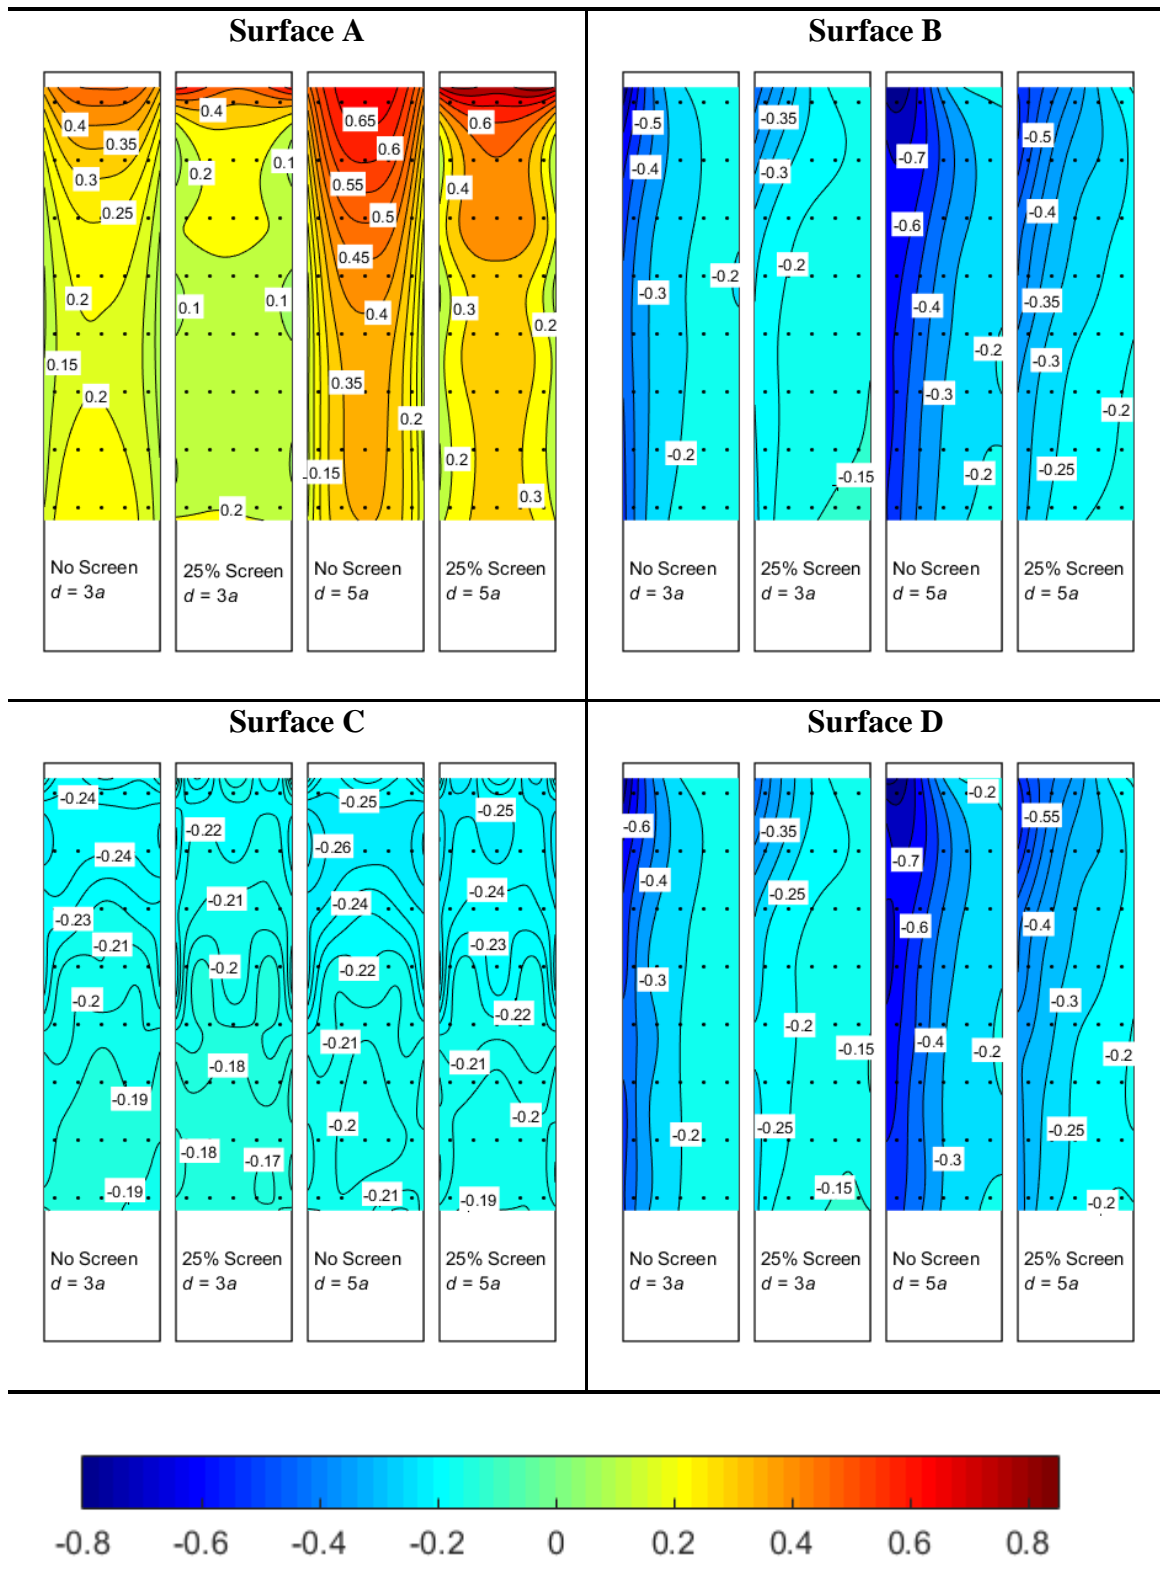 Surface A
Surface B
0.4
0.35
0.3
0.25
0.2
0.15
0.2
No Screen
d = 3a
0.4
0.2
0.1
0.1
0.1
0.2
25% Screen
d = 3a
0.65
0.6
0.55
0.5
0.45
0.4
0.35
0.2
0.15
No Screen
d = 5a
0.6
0.4
0.3
0.2
0.2
0.3
25% Screen
d = 5a
-0.5
-0.4
-0.2
-0.3
-0.2
No Screen
d = 3a
-0.35
-0.3
-0.2
-0.15
25% Screen
d = 3a
-0.7
-0.6
-0.4
-0.2
-0.3
-0.2
No Screen
d = 5a
-0.5
-0.4
-0.35
-0.3
-0.2
-0.25
25% Screen
d = 5a
Surface C
Surface D
-0.24
-0.24
-0.23
-0.21
-0.2
-0.19
-0.19
No Screen
d = 3a
-0.22
-0.21
-0.2
-0.18
-0.18
-0.17
25% Screen
d = 3a
-0.25
-0.26
-0.24
-0.22
-0.21
-0.2
-0.21
No Screen
d = 5a
-0.25
-0.24
-0.23
-0.22
-0.21
-0.2
-0.19
25% Screen
d = 5a
-0.6
-0.4
-0.3
-0.2
No Screen
d = 3a
-0.35
-0.25
-0.2
-0.15
-0.25
-0.15
25% Screen
d = 3a
-0.2
-0.7
-0.6
-0.4
-0.2
-0.3
No Screen
d = 5a
-0.55
-0.4
-0.3
-0.2
-0.25
-0.2
25% Screen
d = 5a
-0.8 -0.6 -0.4 -0.2 0 0.2 0.4 0.6 0.8